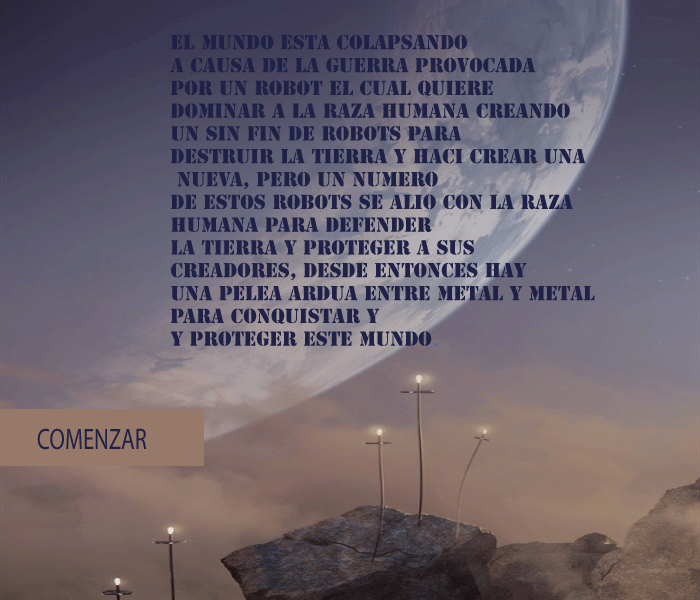 EL MUNDO ESTA COLAPSANDO
A CAUSA DE LA GUERRA PROVOCADA
POR UN ROBOT EL CUAL QUIERE
DOMINAR A LA RAZA HUMANA CREANDO
UN SIN FIN DE ROBOTS PARA
DESTRUIR LA TIERRA Y HACI CREAR UNA
NUEVA, PERO UN NUMERO
DE ESTOS ROBOTS SE ALIO CON LA RAZA
HUMANA PARA DEFENDER
LA TIERRA Y PROTEGER A SUS
CREADORES, DESDE ENTONCES HAY
UNA PELEA ARDUA ENTRE METAL Y METAL
PARA CONQUISTAR Y
Y PROTEGER ESTE MUNDO
COMENZAR